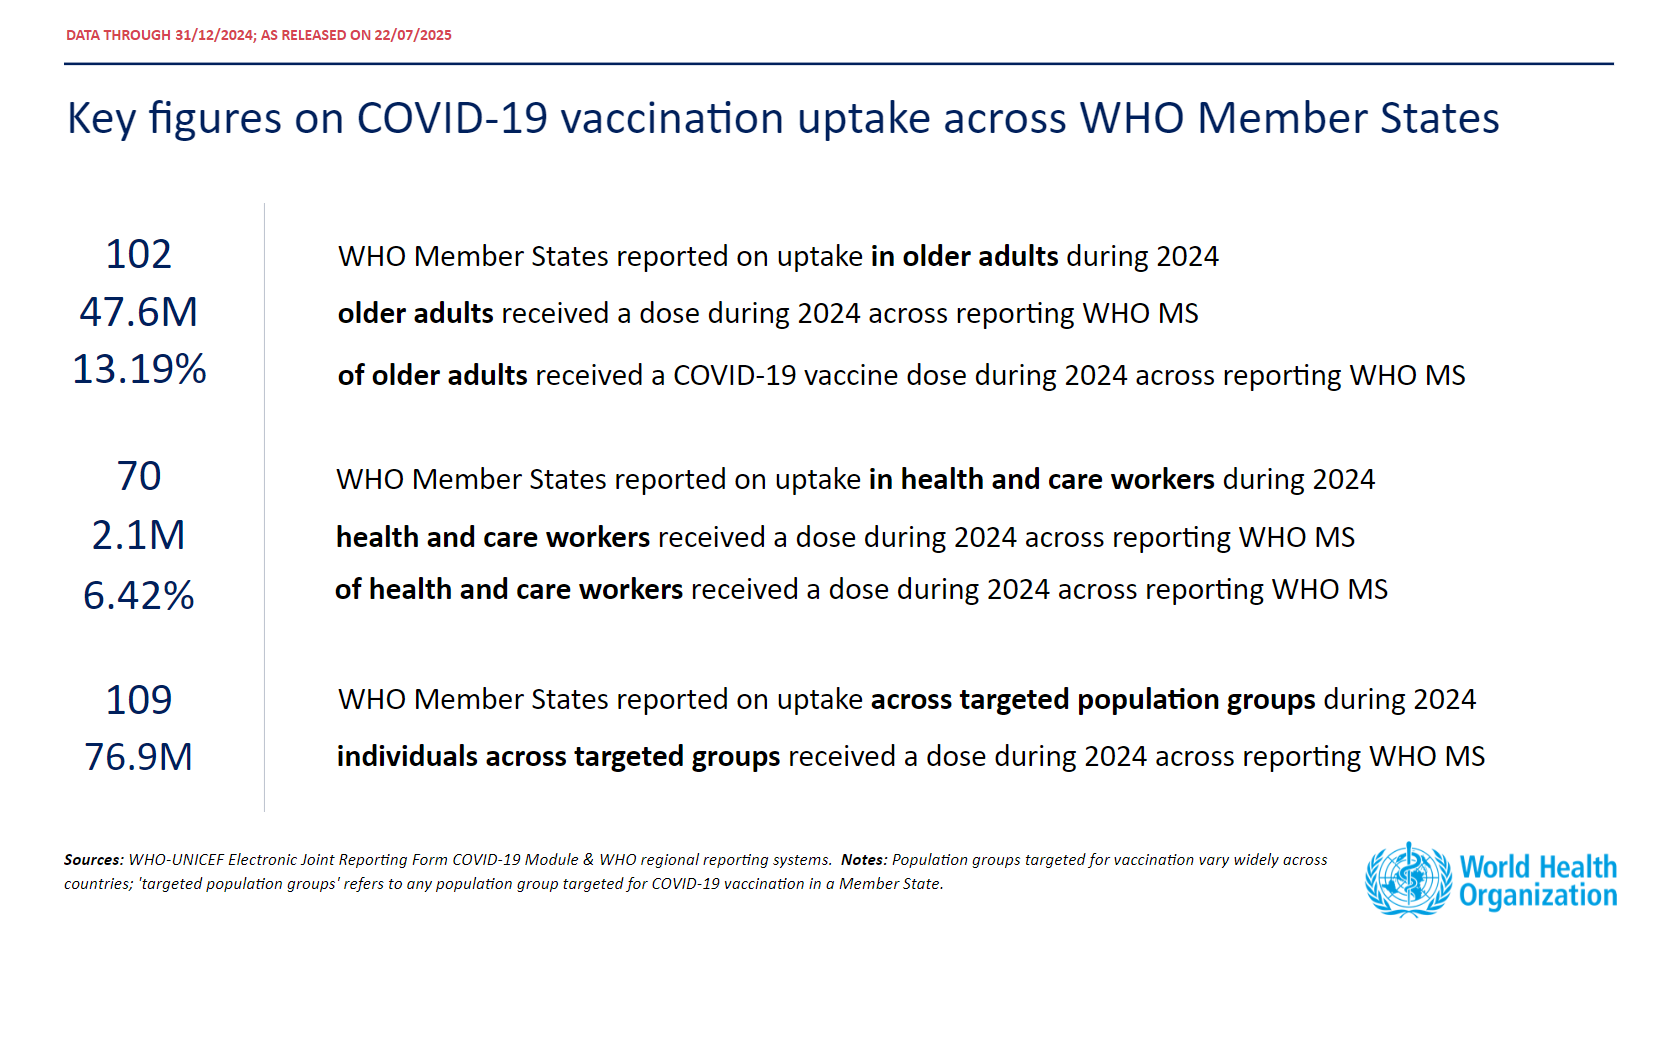 DATA THROUGH 31/12/2024; AS RELEASED ON 22/07/2025
Key figures on COVID-19 vaccination uptake across WHO Member States
102 WHO Member States reported on uptake in older adults during 2024
47.6M older adults received a dose during 2024 across reporting WHO MS
13.19% of older adults received a COVID-19 vaccine dose during 2024 across reporting WHO MS
70 WHO Member States reported on uptake in health and care workers during 2024
2.1M health and care workers received a dose during 2024 across reporting WHO MS
6.42% of health and care workers received a dose during 2024 across reporting WHO MS
109 WHO Member States reported on uptake across targeted population groups during 2024
76.9M individuals across targeted groups received a dose during 2024 across reporting WHO MS
Sources: WHO-UNICEF Electronic Joint Reporting Form COVID-19 Module & WHO regional reporting systems. Notes: Population groups targeted for vaccination vary widely across
countries; 'targeted population groups' refers to any population group targeted for COVID-19 vaccination in a Member State.
World Health
Organization